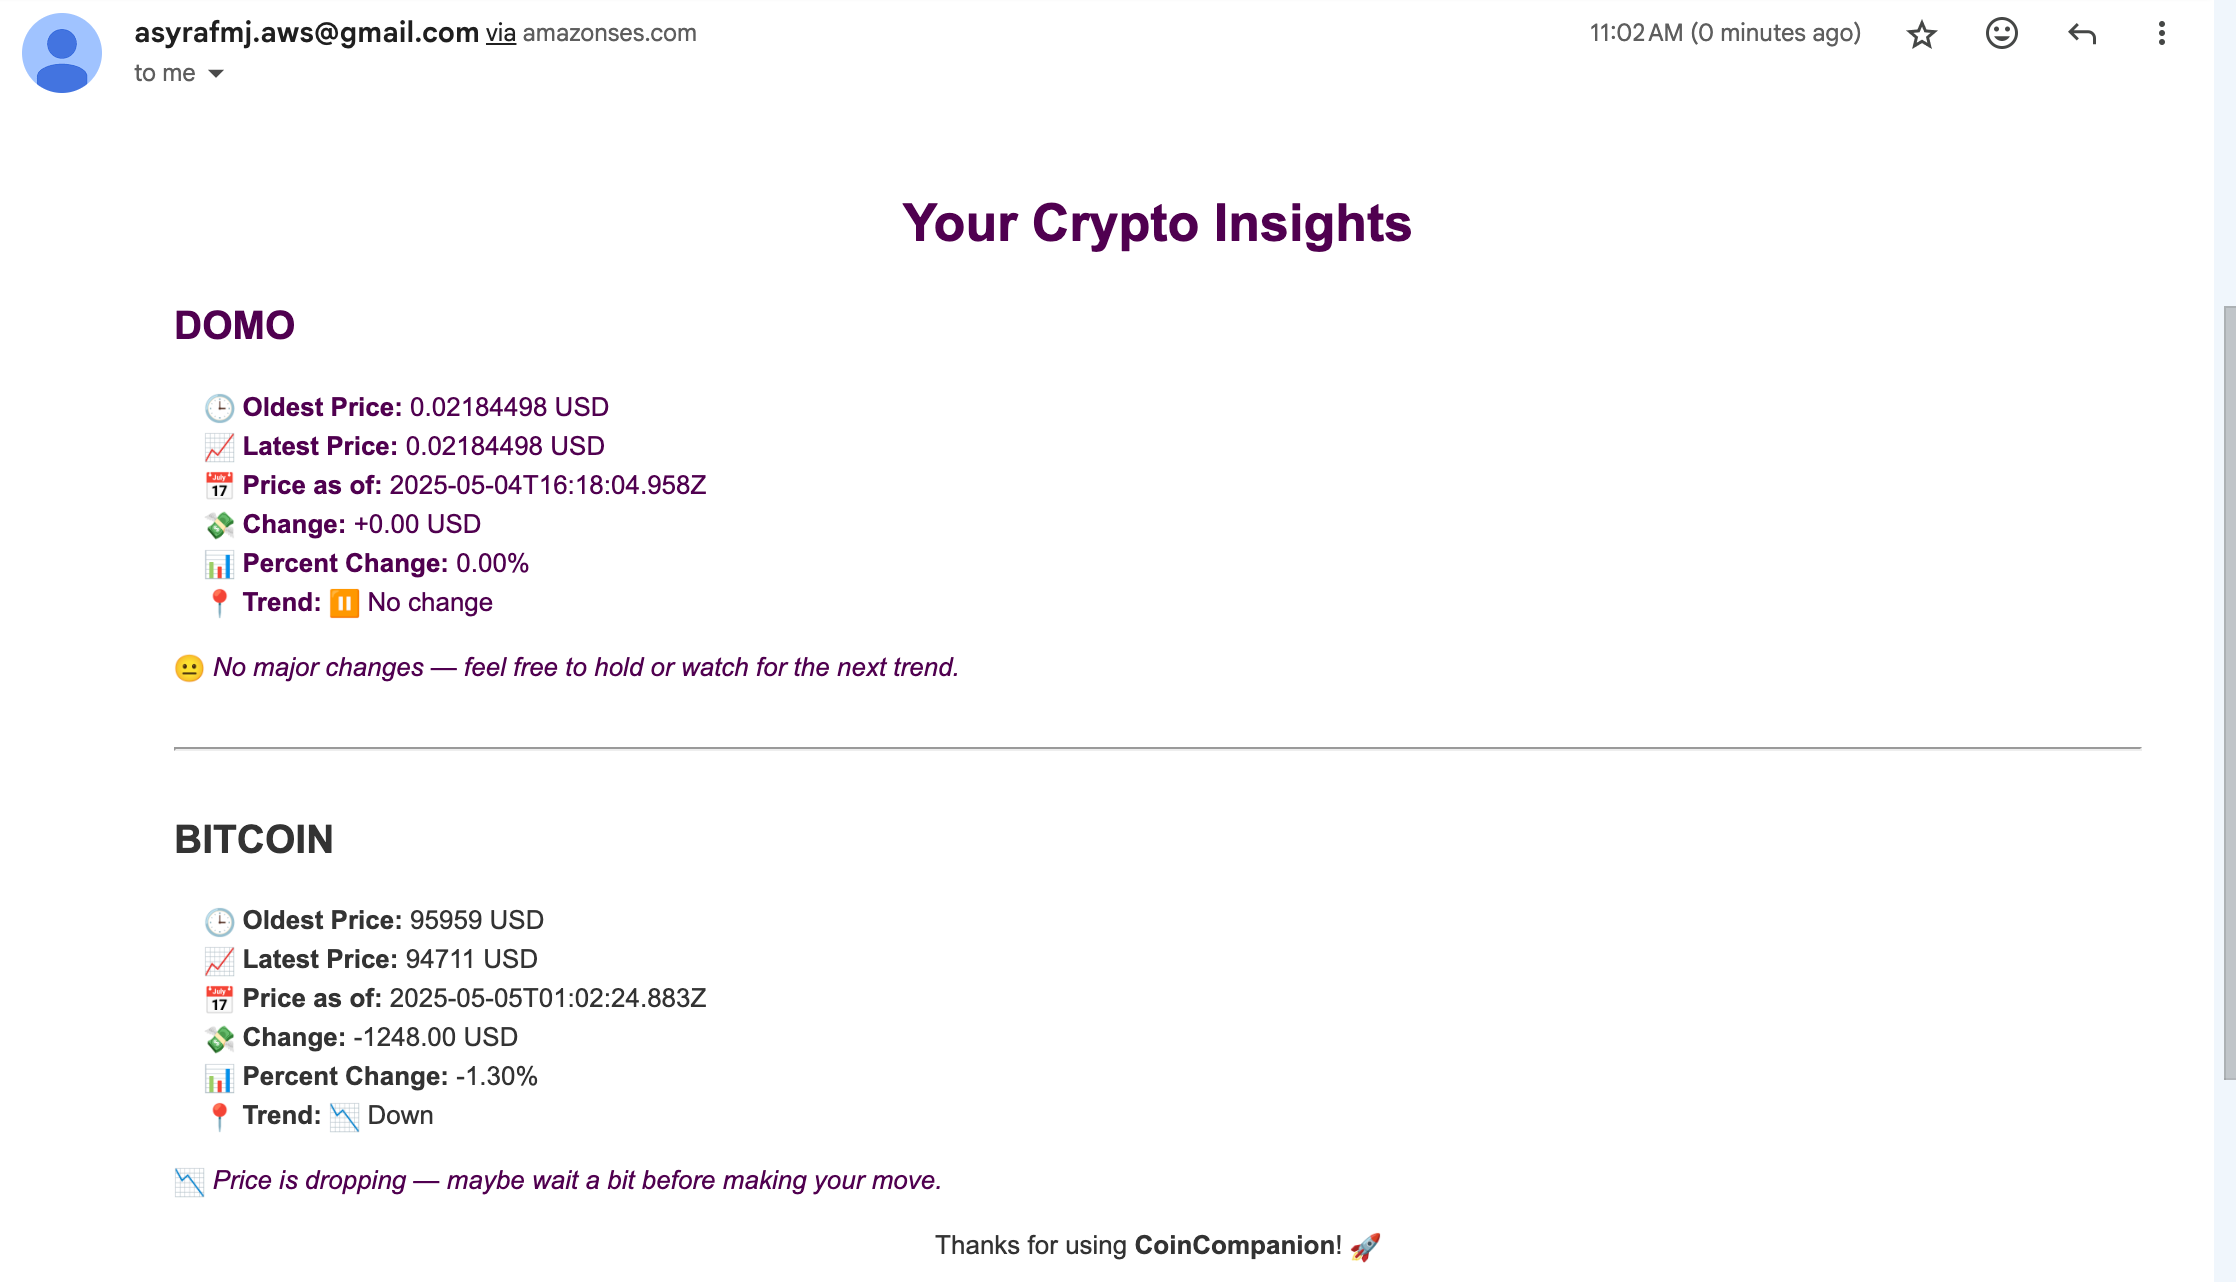 asyrafmj.aws@gmail.com via amazonses.com
11:02 AM (0 minutes ago)
to me
Your Crypto Insights
DOMO
🕒 Oldest Price: 0.02184498 USD
📈 Latest Price: 0.02184498 USD
📅 Price as of: 2025-05-04T16:18:04.958Z
💸 Change: +0.00 USD
📊 Percent Change: 0.00%
📍 Trend: ⏸️ No change
😐 No major changes — feel free to hold or watch for the next trend.
BITCOIN
🕒 Oldest Price: 95959 USD
📈 Latest Price: 94711 USD
📅 Price as of: 2025-05-05T01:02:24.883Z
💸 Change: -1248.00 USD
📊 Percent Change: -1.30%
📍 Trend: 📉 Down
📉 Price is dropping — maybe wait a bit before making your move.
Thanks for using CoinCompanion! 🚀